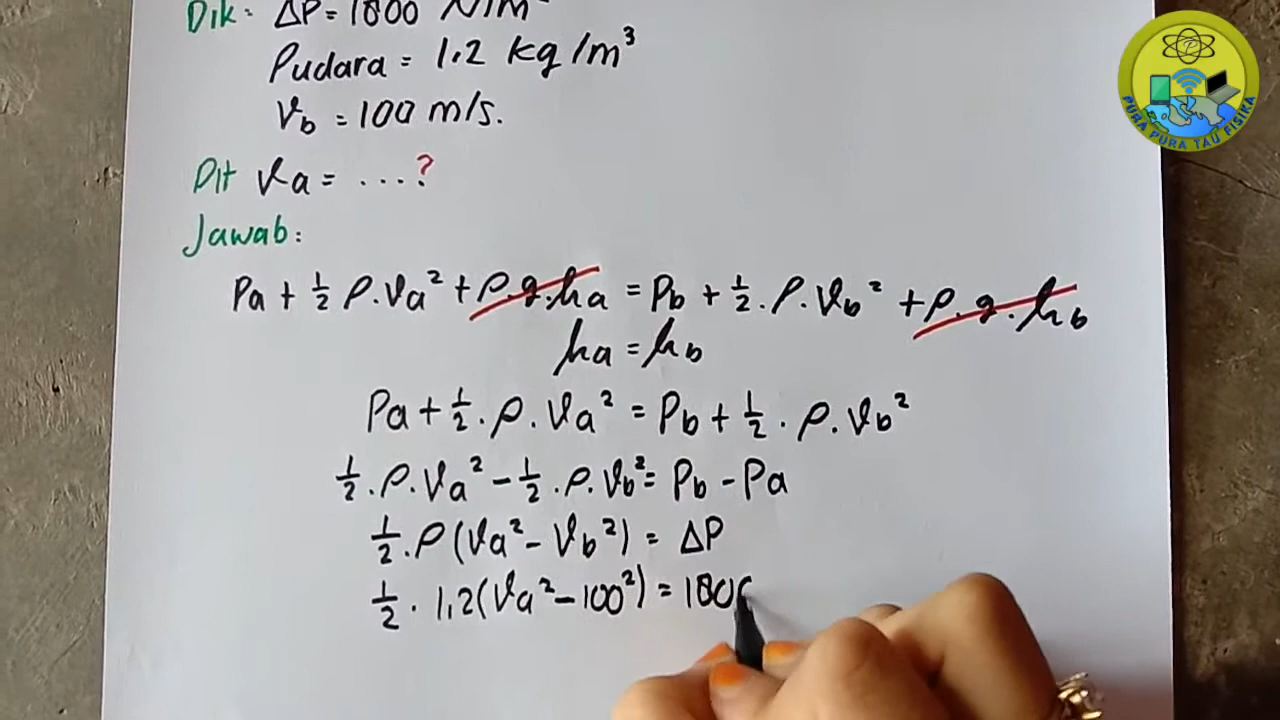 Dik: ΔP = 1800 N/m²
ρudara = 1,2 kg/m³
Vb = 100 m/s.
Dit Va = ....?
Jawab:
Pa + 1/2 ρ.Va² + ρ.g.ha = Pb + 1/2.ρ.Vb² + ρ.g.hb
ha = hb
Pa + 1/2.ρ.Va² = Pb + 1/2.ρ.Vb²
1/2.ρ.Va² - 1/2.ρ.Vb² = Pb - Pa
1/2.ρ(Va² - Vb²) = ΔP
1/2.1,2(Va² - 100²) = 1800
PURA PURA TAU FISIKA